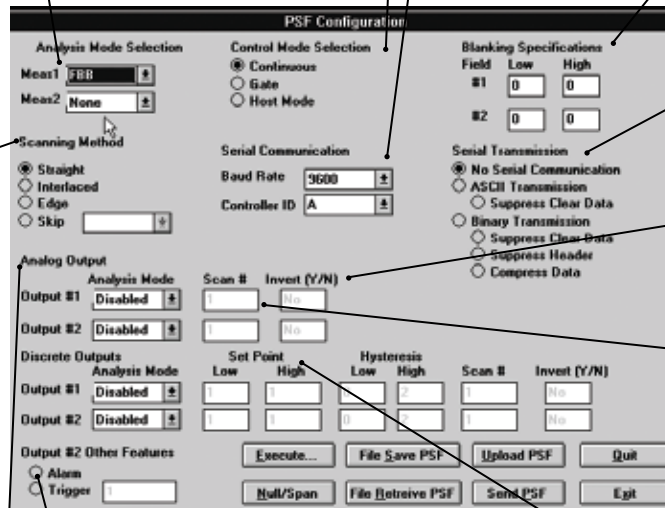 PSF Configuration
Analysis Mode Selection
Meas1 FBB
Meas2 None
Control Mode Selection
Continuous
Gate
Host Mode
Blanking Specifications
Field Low High
#1 0 0
#2 0 0
Scanning Method
Straight
Interlaced
Edge
Skip
Serial Communication
Baud Rate 9600
Controller ID A
Serial Transmission
No Serial Communication
ASCII Transmission
Suppress Clear Data
Binary Transmission
Suppress Clear Data
Suppress Header
Compress Data
Analog Output
Analysis Mode Scan # Invert (Y/N)
Output #1 Disabled 1 No
Output #2 Disabled 1 No
Discrete Outputs Set Point Hysteresis
Analysis Mode Low High Low High Scan # Invert (Y/N)
Output #1 Disabled 1 1 0 2 1 No
Output #2 Disabled 1 1 0 2 1 No
Output #2 Other Features
Alarm
Trigger 1
Execute... File Save PSF Upload PSF Quit
Null/Span File Retreive PSF Send PSF Exit